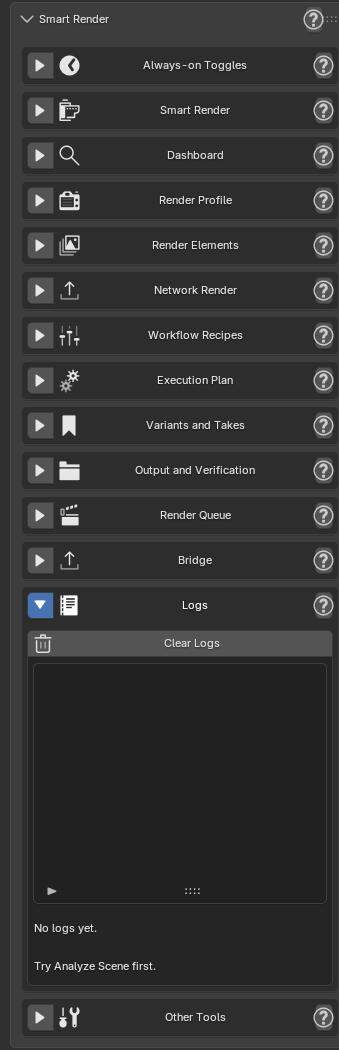 Smart Render
Always-on Toggles
Smart Render
Dashboard
Render Profile
Render Elements
Network Render
Workflow Recipes
Execution Plan
Variants and Takes
Output and Verification
Render Queue
Bridge
Logs
Clear Logs
No logs yet.
Try Analyze Scene first.
Other Tools